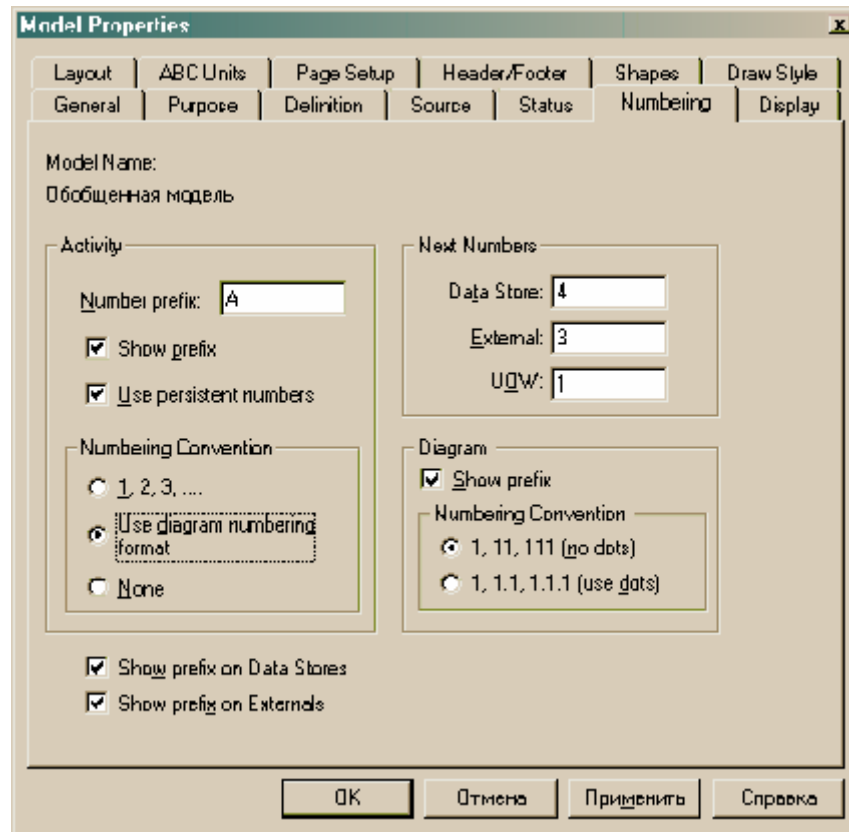 Model Properties
Layout ABC Units Page Setup Header/Footer Shapes Draw Style
General Purpose Definition Source Status Numbering Display
Model Name:
Обобщенная модель
Activity
Number prefix: A
Show prefix
Use persistent numbers
Numbering Convention
1, 2, 3, ....
Use diagram numbering
format
None
Next Numbers
Data Store: 4
External: 3
UOW: 1
Diagram
Show prefix
Numbering Convention
1, 11, 111 (no dots)
1, 1.1, 1.1.1 (use dots)
Show prefix on Data Stores
Show prefix on Externals
OK Отмена Применить Справка